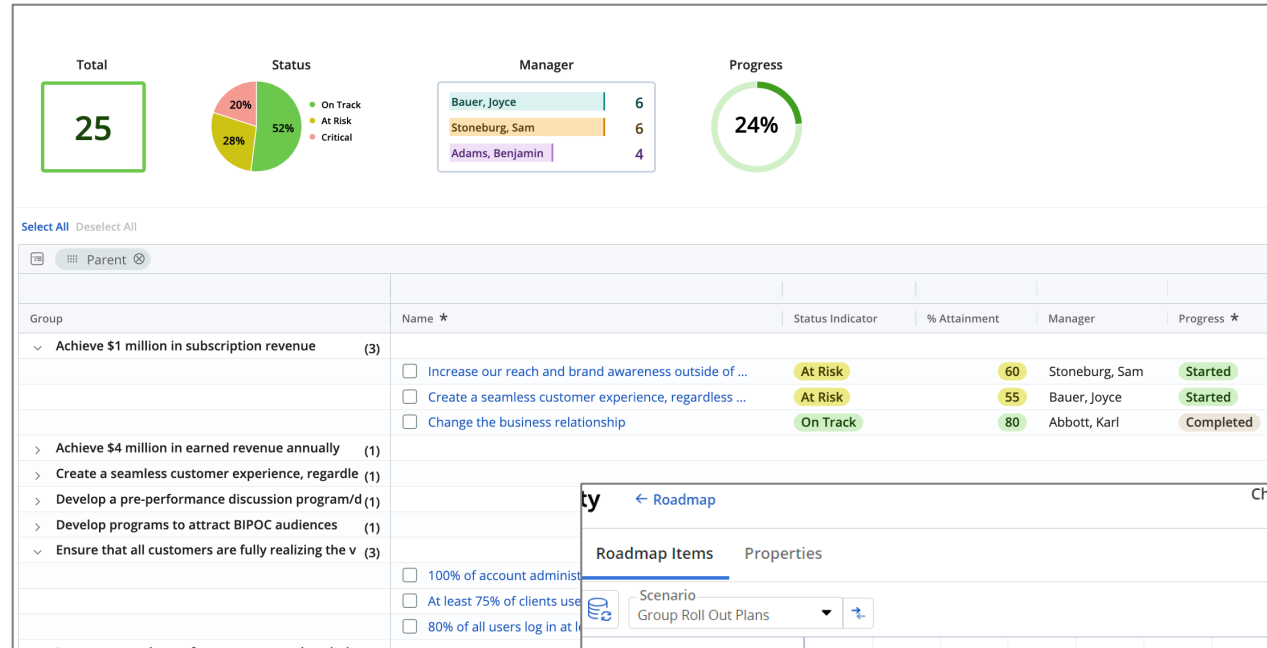 Total
Status
Manager
Progress
25
20%
52%
28%
On Track
At Risk
Critical
Bauer, Joyce 6
Stoneburg, Sam 6
Adams, Benjamin 4
24%
Select All Deselect All
Parent
Group Name * Status Indicator % Attainment Manager Progress *
Achieve $1 million in subscription revenue (3)
Increase our reach and brand awareness outside of ... At Risk 60 Stoneburg, Sam Started
Create a seamless customer experience, regardless ... At Risk 55 Bauer, Joyce Started
Change the business relationship On Track 80 Abbott, Karl Completed
Achieve $4 million in earned revenue annually (1)
Create a seamless customer experience, regardle (1)
Develop a pre-performance discussion program/d (1)
Develop programs to attract BIPOC audiences (1)
Ensure that all customers are fully realizing the v (3)
100% of account administ
At least 75% of clients use
80% of all users log in at l
ty ← Roadmap Ch
Roadmap Items Properties
Scenario
Group Roll Out Plans